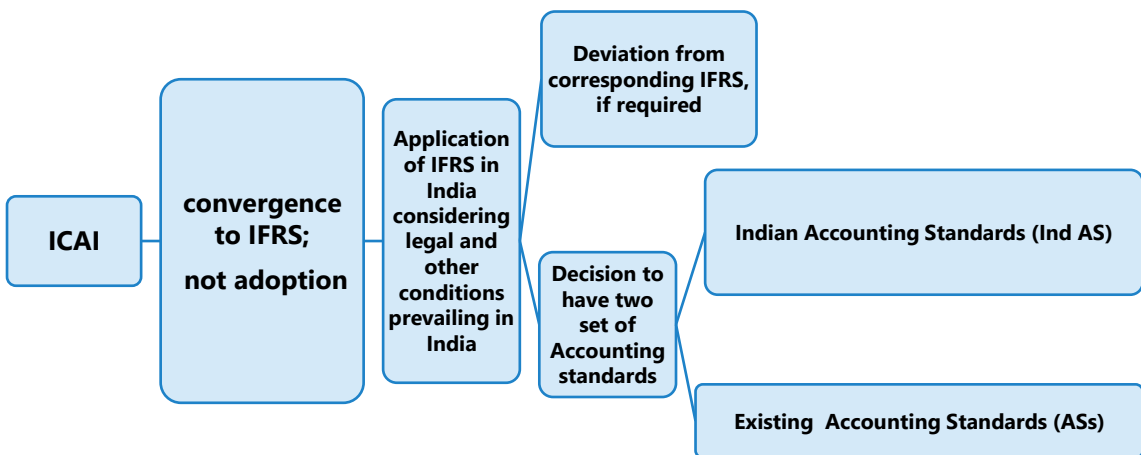 ICAI
convergence
to IFRS;
not adoption
Application
of IFRS in
India
considering
legal and
other
conditions
prevailing in
India
Deviation from
corresponding IFRS,
if required
Decision to
have two
set of
Accounting
standards
Indian Accounting Standards (Ind AS)
Existing Accounting Standards (ASs)